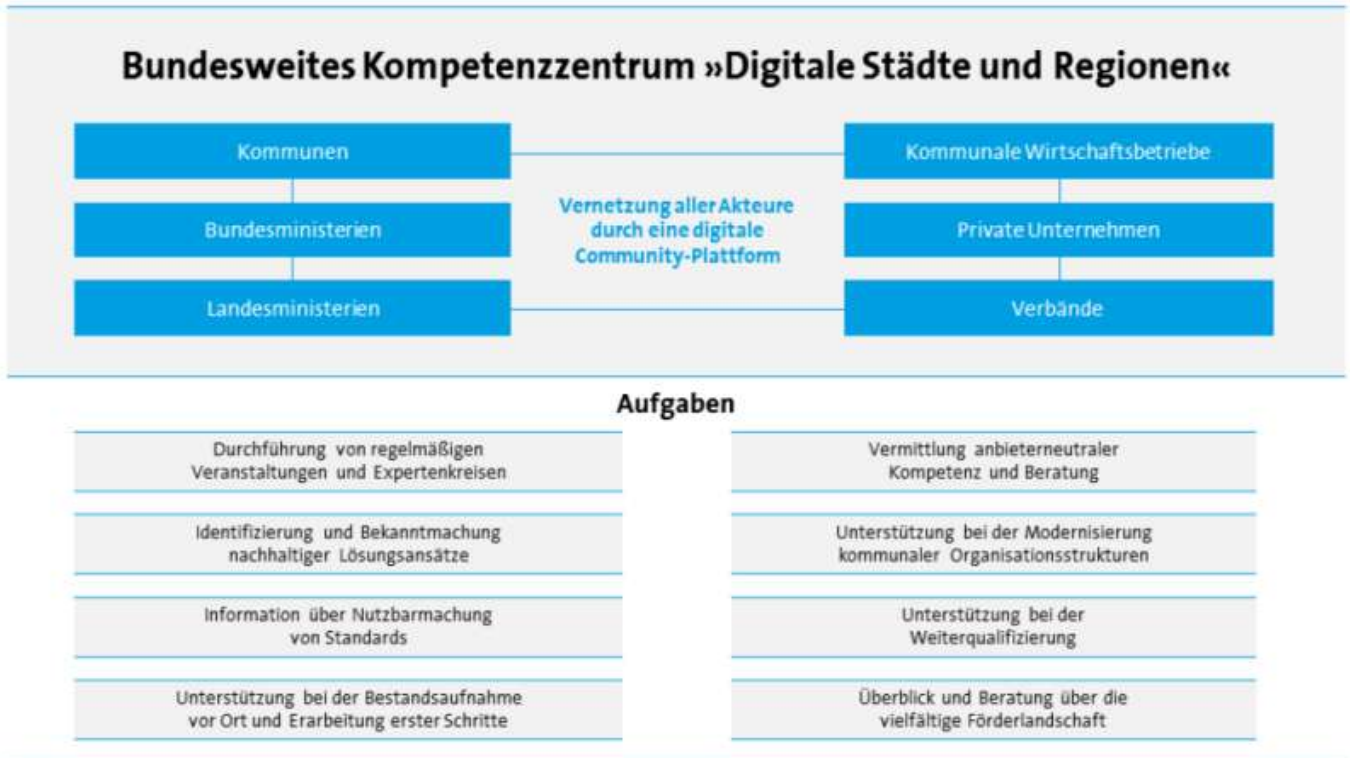 Bundesweites Kompetenzzentrum »Digitale Städte und Regionen«
Kommunen
Bundesministerien
Landesministerien
Vernetzung aller Akteure
durch eine digitale
Community-Plattform
Kommunale Wirtschaftsbetriebe
Private Unternehmen
Verbände
Aufgaben
Durchführung von regelmäßigen
Veranstaltungen und Expertenkreisen
Identifizierung und Bekanntmachung
nachhaltiger Lösungsansätze
Information über Nutzbarmachung
von Standards
Unterstützung bei der Bestandsaufnahme
vor Ort und Erarbeitung erster Schritte
Vermittlung anbieterneutraler
Kompetenz und Beratung
Unterstützung bei der Modernisierung
kommunaler Organisationsstrukturen
Unterstützung bei der
Weiterqualifizierung
Überblick und Beratung über die
vielfältige Förderlandschaft